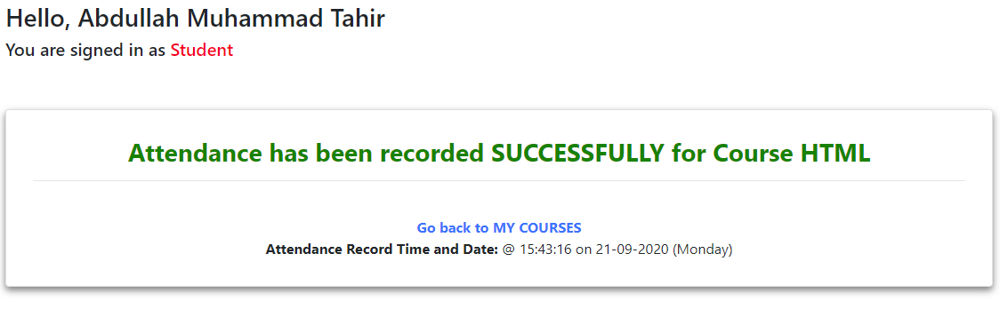 Hello, Abdullah Muhammad Tahir
You are signed in as Student
Attendance has been recorded SUCCESSFULLY for Course HTML
Go back to MY COURSES
Attendance Record Time and Date: @ 15:43:16 on 21-09-2020 (Monday)